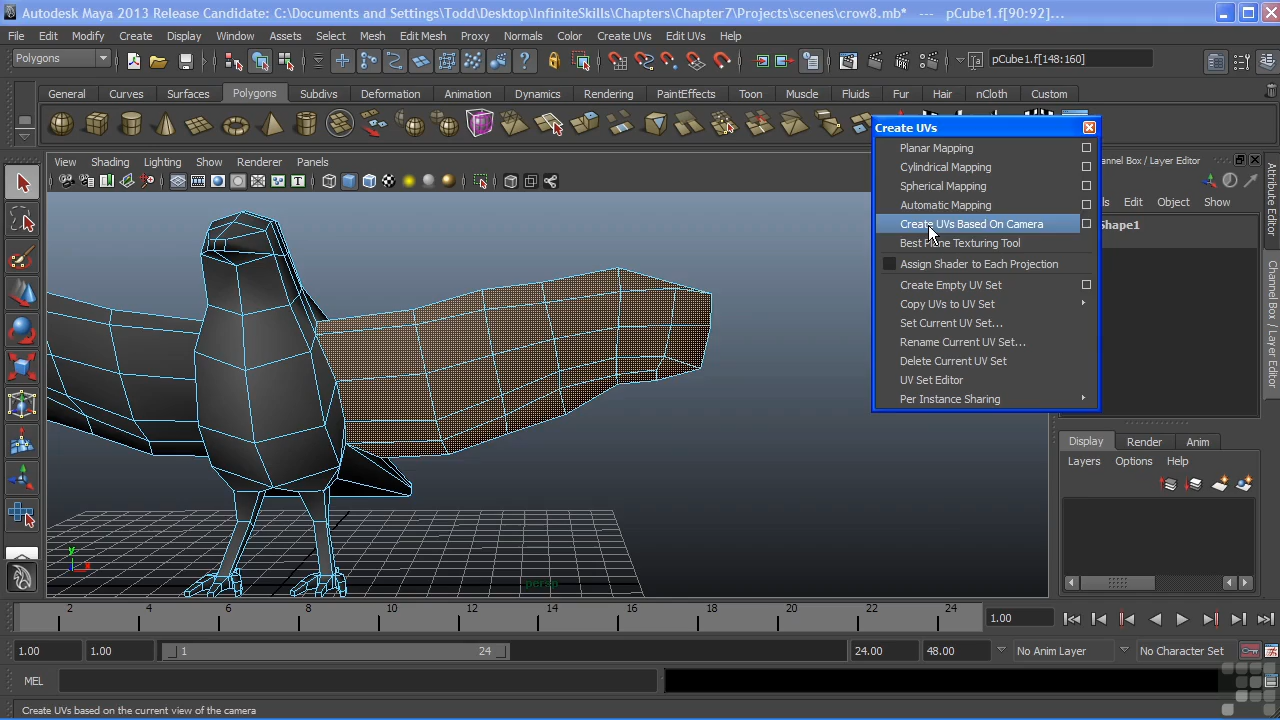 Autodesk Maya 2013 Release Candidate: C:\Documents and Settings\Todd\Desktop\InfiniteSkills\Chapters\Chapter7\Projects\scenes\crow8.mb* --- pCube1.f[90:92]...
File Edit Modify Create Display Window Assets Select Mesh Edit Mesh Proxy Normals Color Create UVs Edit UVs Help
Polygons
pCube1.f[148:160]
General Curves Surfaces Polygons Subdivs Deformation Animation Dynamics Rendering PaintEffects Toon Muscle Fluids Fur Hair nCloth Custom
View Shading Lighting Show Renderer Panels
Create UVs
Planar Mapping
Cylindrical Mapping
Spherical Mapping
Automatic Mapping
Create UVs Based On Camera
Best Plane Texturing Tool
Assign Shader to Each Projection
Create Empty UV Set
Copy UVs to UV Set
Set Current UV Set...
Rename Current UV Set...
Delete Current UV Set
UV Set Editor
Per Instance Sharing
annel Box / Layer Editor
ls Edit Object Show
Shape1
Attribute Editor
Channel Box / Layer Editor
Display Render Anim
Layers Options Help
y
x
persp
2 4 6 8 10 12 14 16 18 20 22 24
1.00
1.00 1.00 1 24 24.00 48.00 No Anim Layer No Character Set
MEL
Create UVs based on the current view of the camera